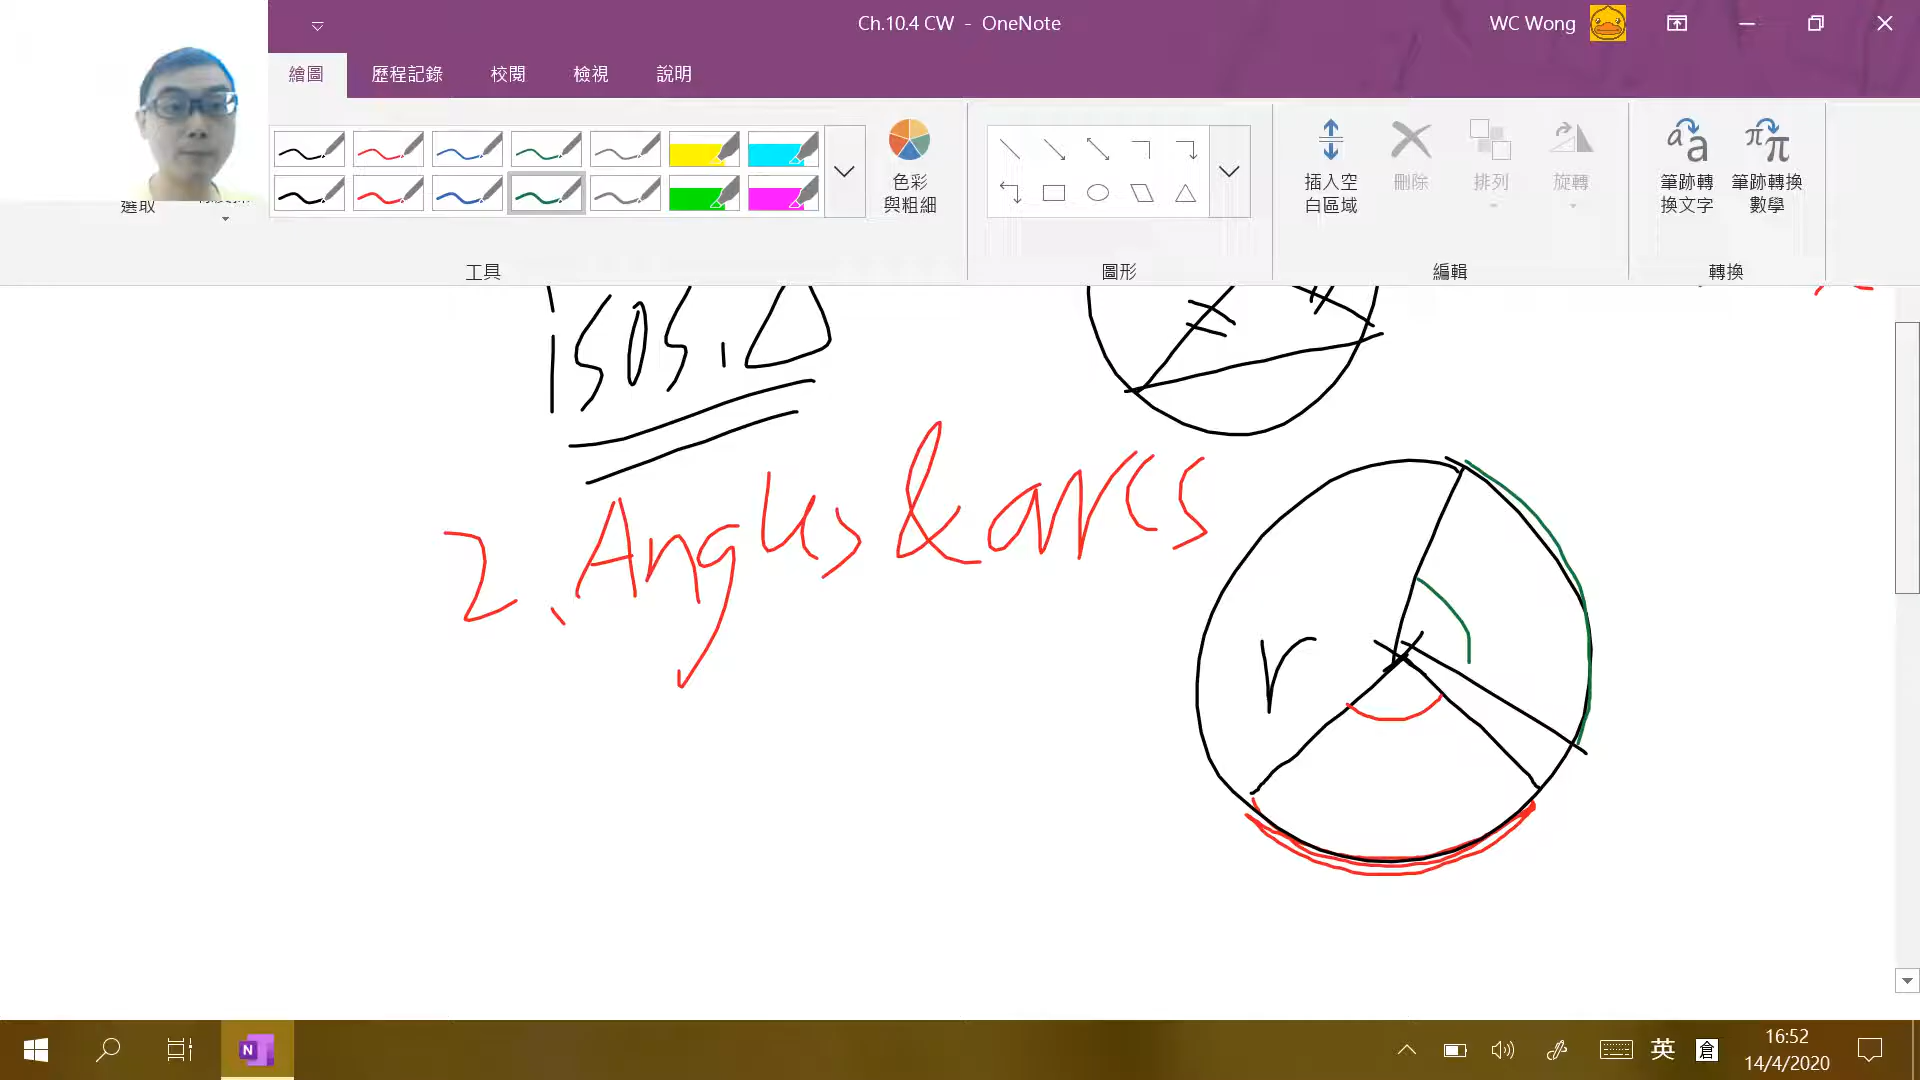 Ch.10.4 CW - OneNote
WC Wong
繪圖 歷程記錄 校閱 檢視 說明
選取
色彩與粗細
插入空白區域
刪除
排列
旋轉
筆跡轉換文字
筆跡轉換數學
工具 圖形 編輯 轉換
isos. Δ
2. Angles & arcs
r
N
英
倉
16:52
14/4/2020